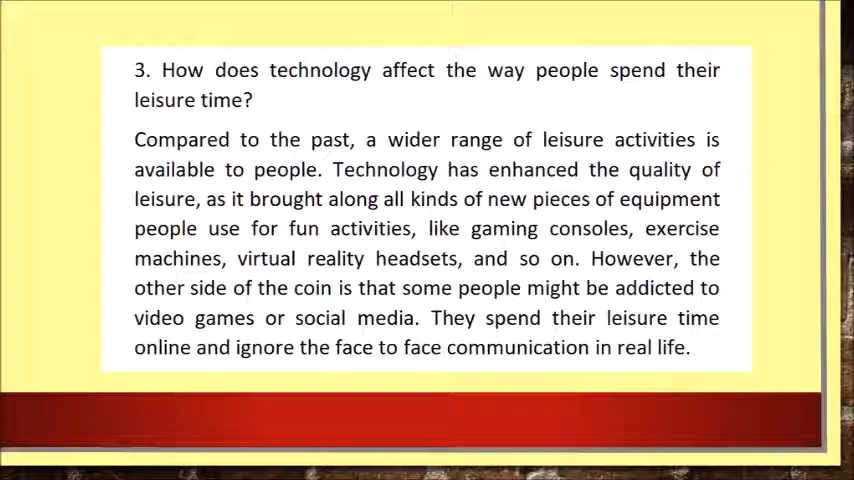 3. How does technology affect the way people spend their
leisure time?
Compared to the past, a wider range of leisure activities is
available to people. Technology has enhanced the quality of
leisure, as it brought along all kinds of new pieces of equipment
people use for fun activities, like gaming consoles, exercise
machines, virtual reality headsets, and so on. However, the
other side of the coin is that some people might be addicted to
video games or social media. They spend their leisure time
online and ignore the face to face communication in real life.